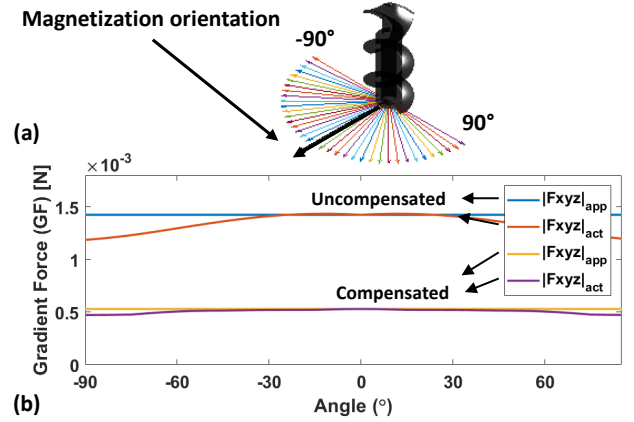 Magnetization orientation
-90°
90°
(a)
×10⁻³
Gradient Force (GF) [N]
1.5
1
0.5
0
Uncompensated
Compensated
|Fxyz|app
|Fxyz|act
|Fxyz|app
|Fxyz|act
-90
-60
-30
0
30
60
Angle (°)
(b)